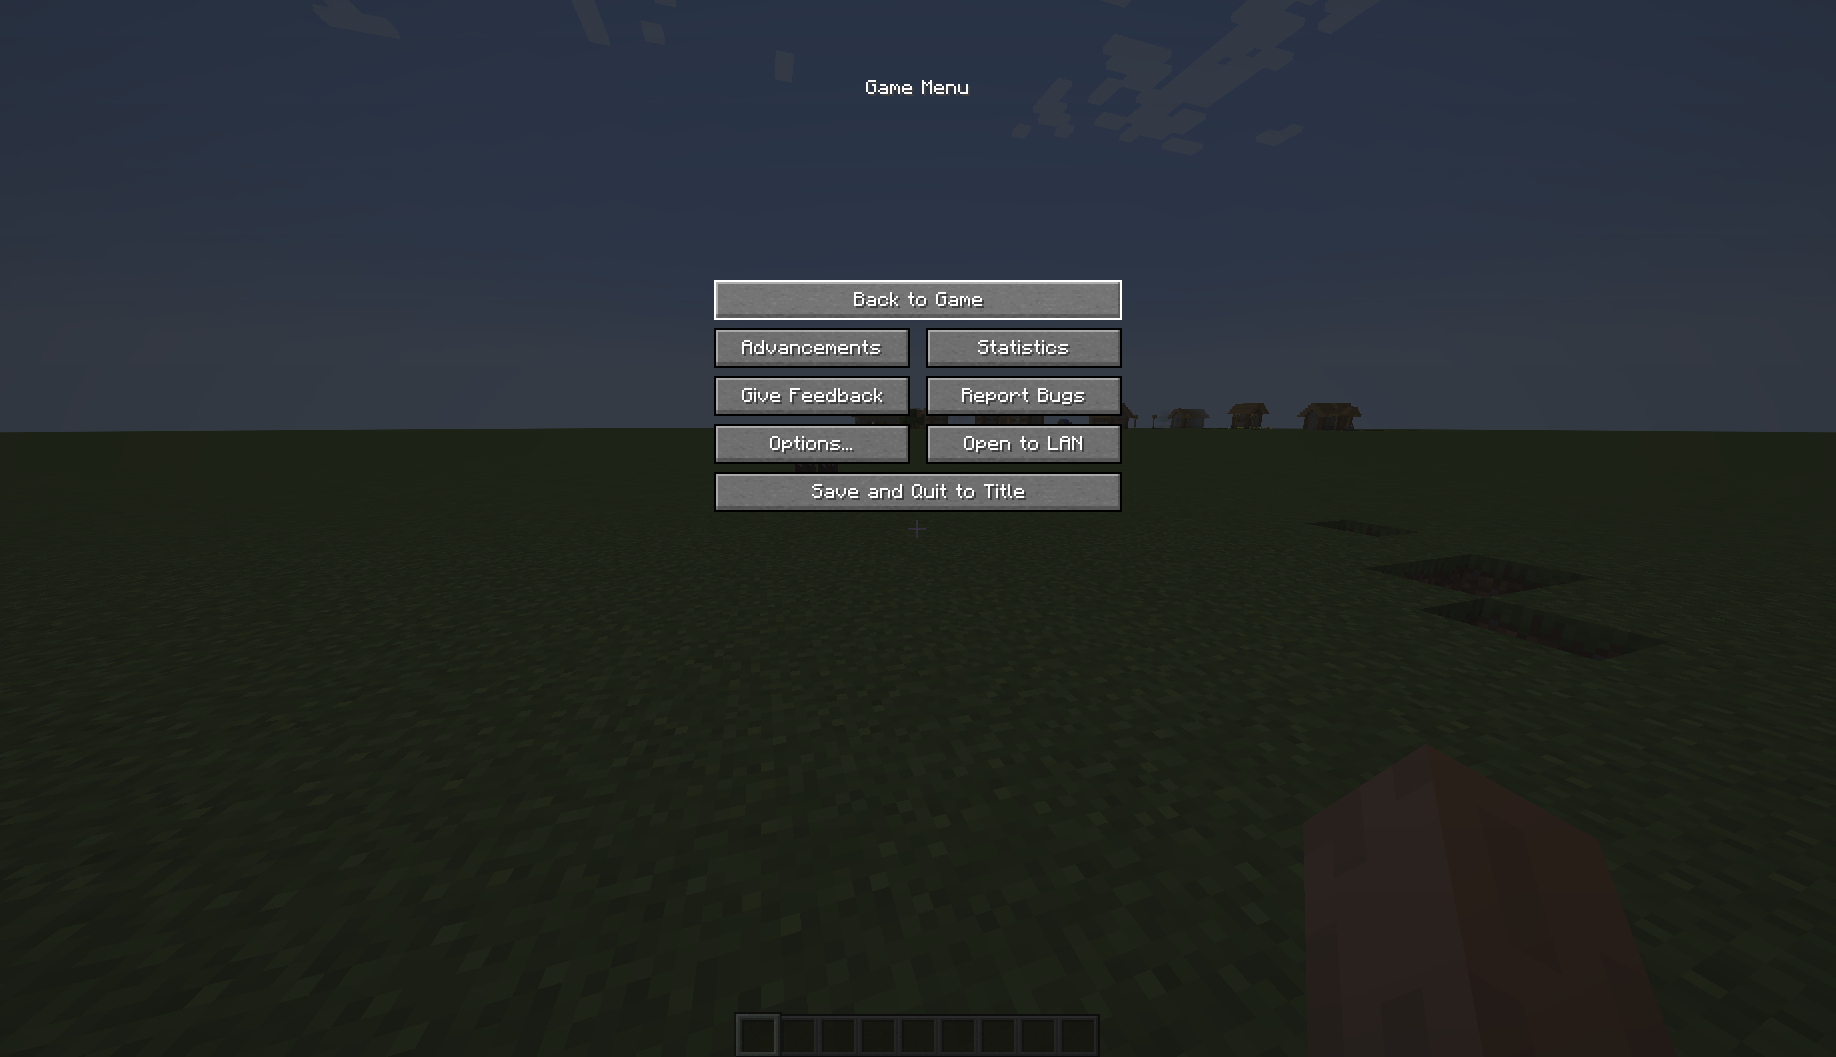 Game Menu
Back to Game
Advancements
Statistics
Give Feedback
Report Bugs
Options...
Open to LAN
Save and Quit to Title